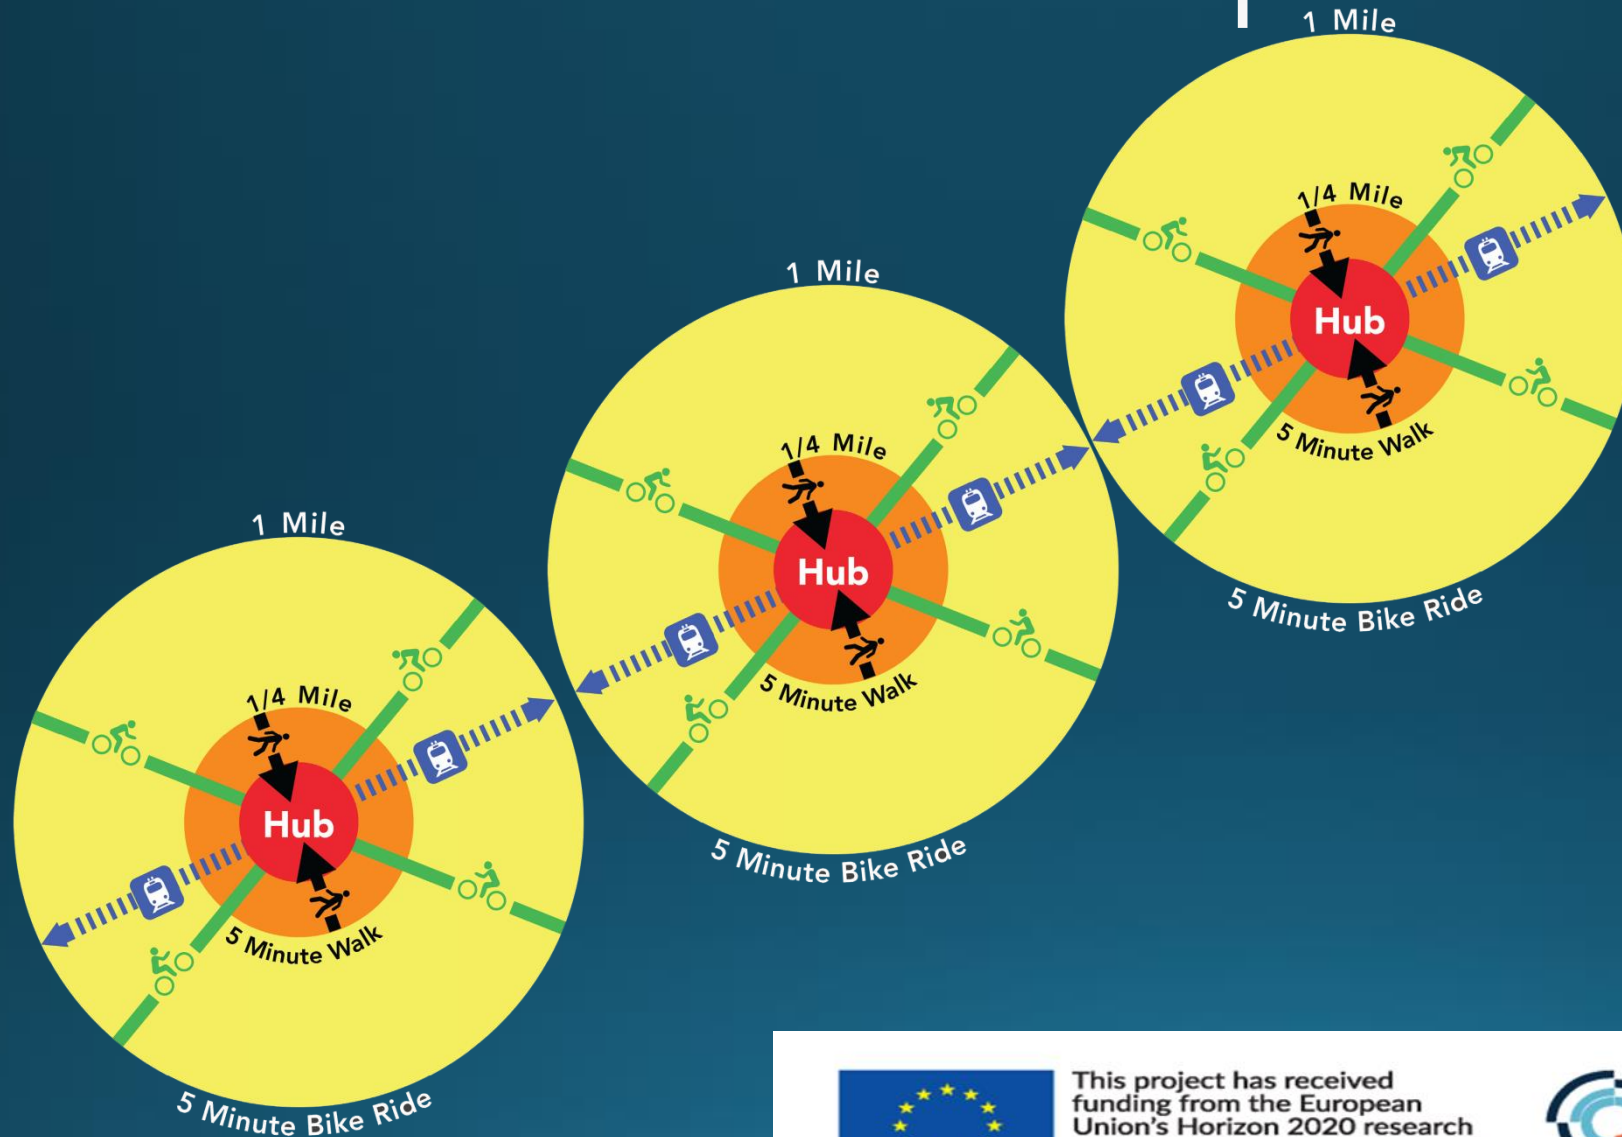 1 Mile
1/4 Mile
Hub
5 Minute Walk
5 Minute Bike Ride
1 Mile
1/4 Mile
Hub
5 Minute Walk
5 Minute Bike Ride
1 Mile
1/4 Mile
Hub
5 Minute Walk
5 Minute Bike Ride
This project has received
funding from the European
Union's Horizon 2020 research